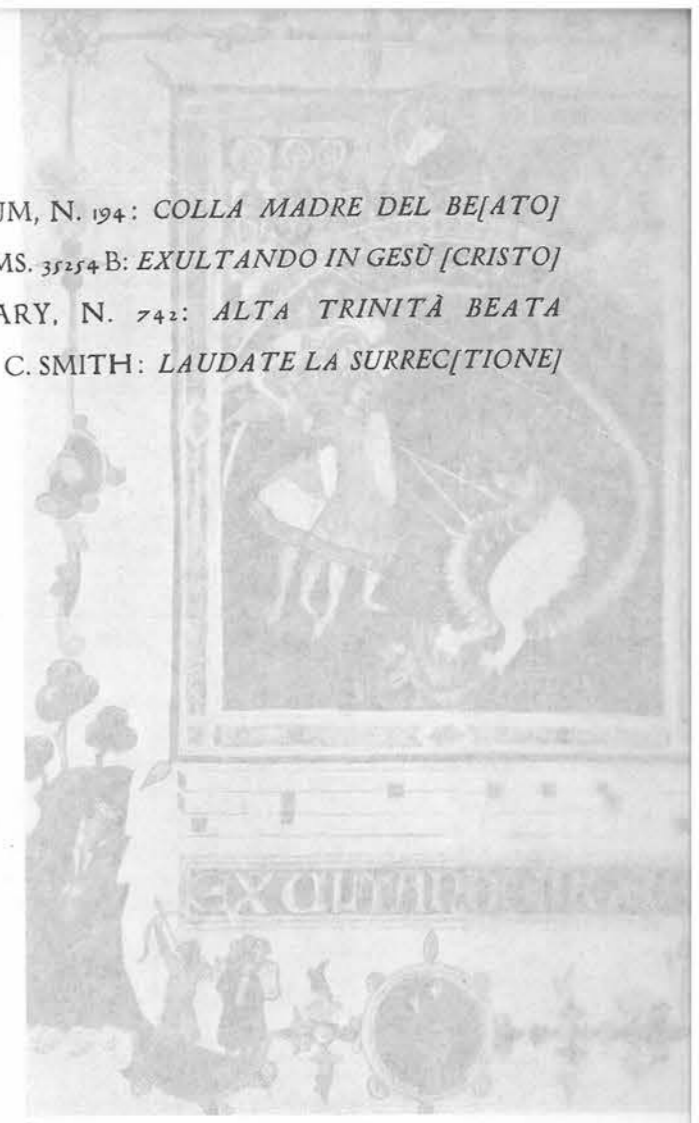 UM, N. 194: COLLA MADRE DEL BE[ATO]
MS. 35254 B: EXULTANDO IN GESÙ [CRISTO]
ARY, N. 742: ALTA TRINITÀ BEATA
C. SMITH: LAUDATE LA SURREC[TIONE]